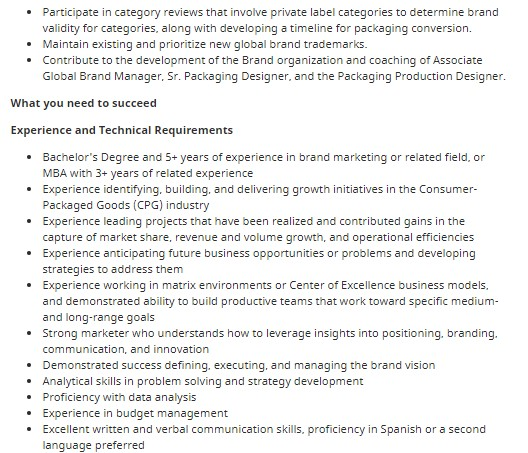 • Participate in category reviews that involve private label categories to determine brand
validity for categories, along with developing a timeline for packaging conversion.
• Maintain existing and prioritize new global brand trademarks.
• Contribute to the development of the Brand organization and coaching of Associate
Global Brand Manager, Sr. Packaging Designer, and the Packaging Production Designer.
What you need to succeed
Experience and Technical Requirements
• Bachelor's Degree and 5+ years of experience in brand marketing or related field, or
MBA with 3+ years of related experience
• Experience identifying, building, and delivering growth initiatives in the Consumer-
Packaged Goods (CPG) industry
• Experience leading projects that have been realized and contributed gains in the
capture of market share, revenue and volume growth, and operational efficiencies
• Experience anticipating future business opportunities or problems and developing
strategies to address them
• Experience working in matrix environments or Center of Excellence business models,
and demonstrated ability to build productive teams that work toward specific medium-
and long-range goals
• Strong marketer who understands how to leverage insights into positioning, branding,
communication, and innovation
• Demonstrated success defining, executing, and managing the brand vision
• Analytical skills in problem solving and strategy development
• Proficiency with data analysis
• Experience in budget management
• Excellent written and verbal communication skills, proficiency in Spanish or a second
language preferred